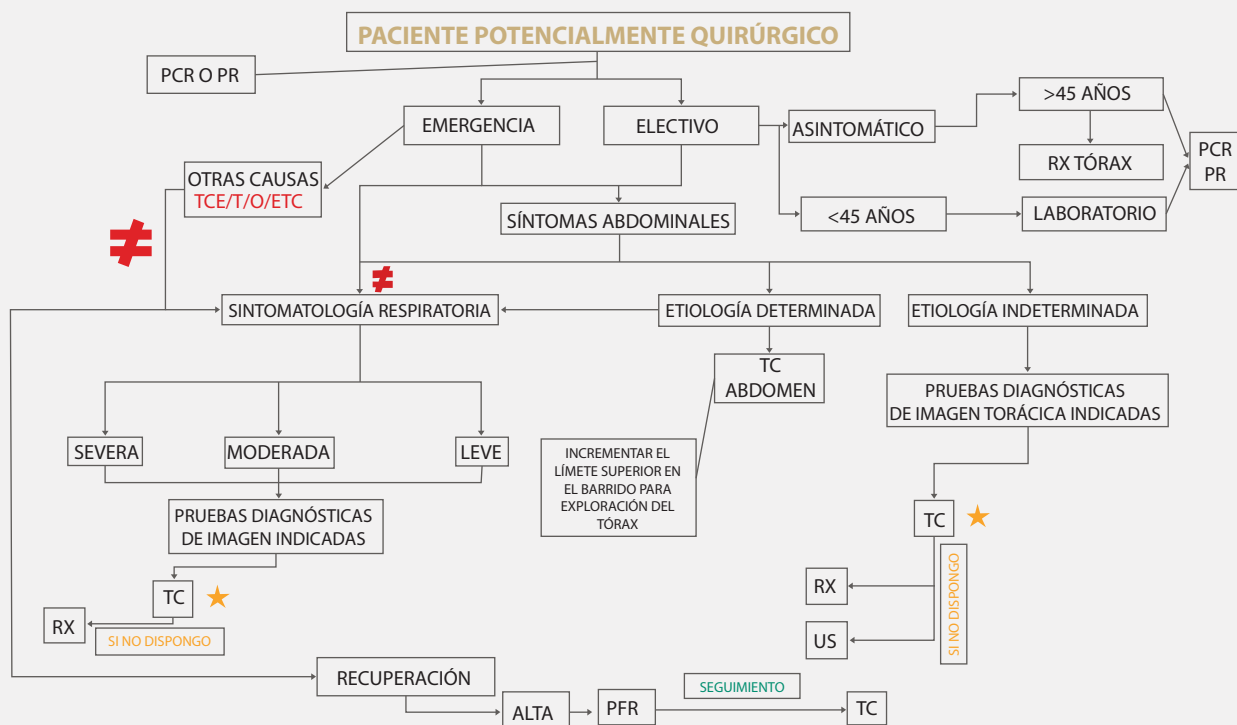 PACIENTE POTENCIALMENTE QUIRÚRGICO
PCR O PR
EMERGENCIA
ELECTIVO
ASINTOMÁTICO
>45 AÑOS
RX TÓRAX
PCR
PR
OTRAS CAUSAS
TCE/T/O/ETC
SÍNTOMAS ABDOMINALES
<45 AÑOS
LABORATORIO
≠
≠
SINTOMATOLOGÍA RESPIRATORIA
ETIOLOGÍA DETERMINADA
ETIOLOGÍA INDETERMINADA
TC
ABDOMEN
PRUEBAS DIAGNÓSTICAS
DE IMAGEN TORÁCICA INDICADAS
SEVERA
MODERADA
LEVE
INCREMENTAR EL
LÍMETE SUPERIOR EN
EL BARRIDO PARA
EXPLORACIÓN DEL
TÓRAX
PRUEBAS DIAGNÓSTICAS
DE IMAGEN INDICADAS
TC
SI NO DISPONGO
RX
US
TC
RX
SI NO DISPONGO
RECUPERACIÓN
ALTA
PFR
SEGUIMIENTO
TC